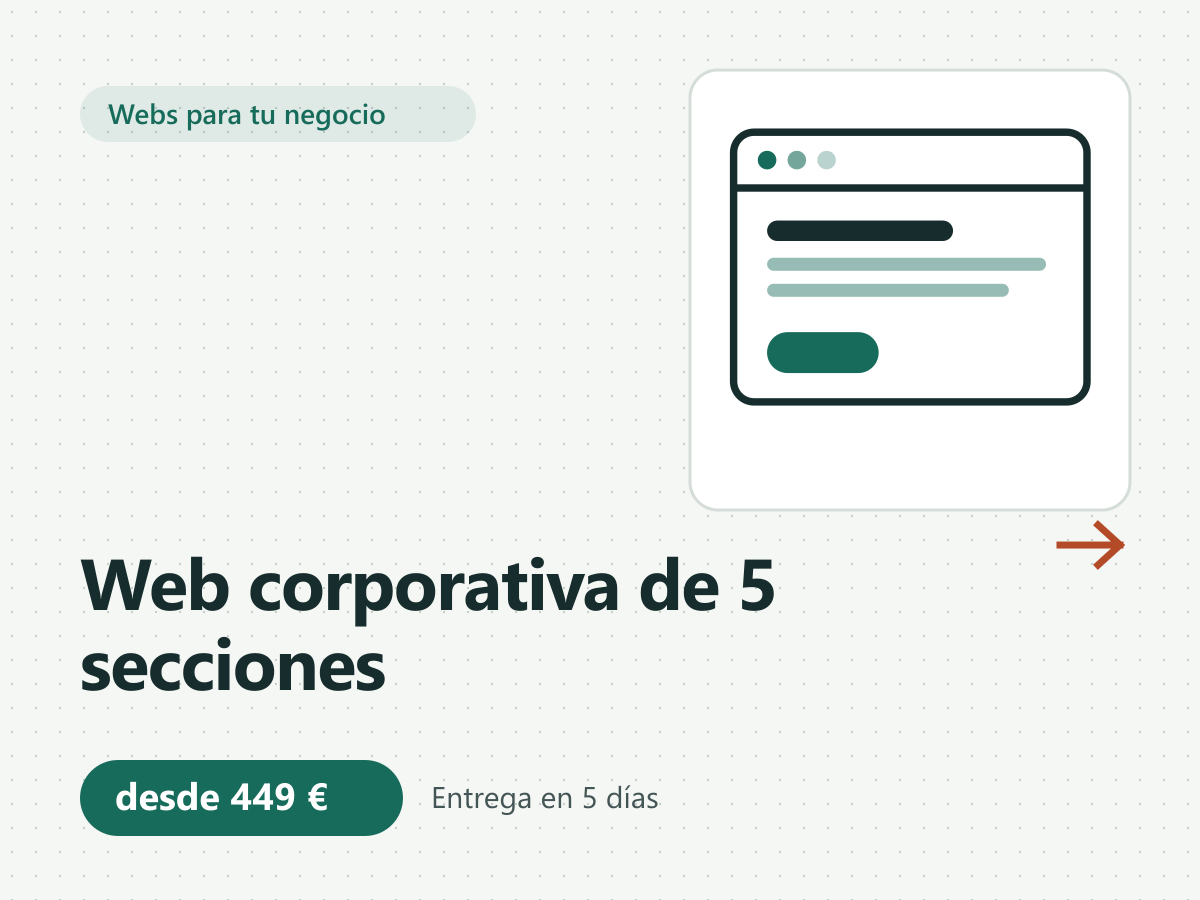 Webs para tu negocio
Web corporativa de 5
secciones
desde 449 €
Entrega en 5 días